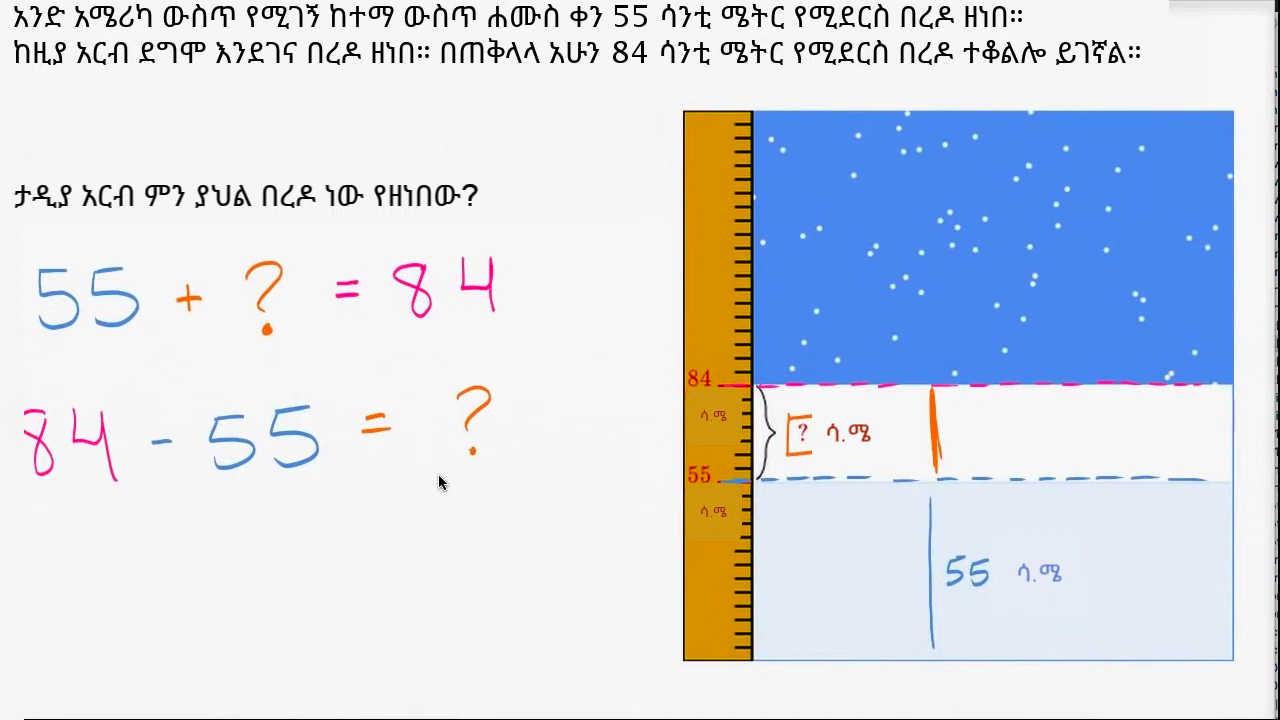 አንድ አሜሪካ ውስጥ የሚገኝ ከተማ ውስጥ ሐሙስ ቀን 55 ሳንቲ ሜትር የሚደርስ በረዶ ዘነበ።
ከዚያ አርብ ደግሞ እንደገና በረዶ ዘነበ። በጠቅላላ አሁን 84 ሳንቲ ሜትር የሚደርስ በረዶ ተቆልሎ ይገኛል።
ታዲያ አርብ ምን ያህል በረዶ ነው የዘነበው?
55 + ? = 84
84 - 55 = ?
84
ሳ.ሜ
? ሳ.ሜ
55
ሳ.ሜ
55 ሳ.ሜ